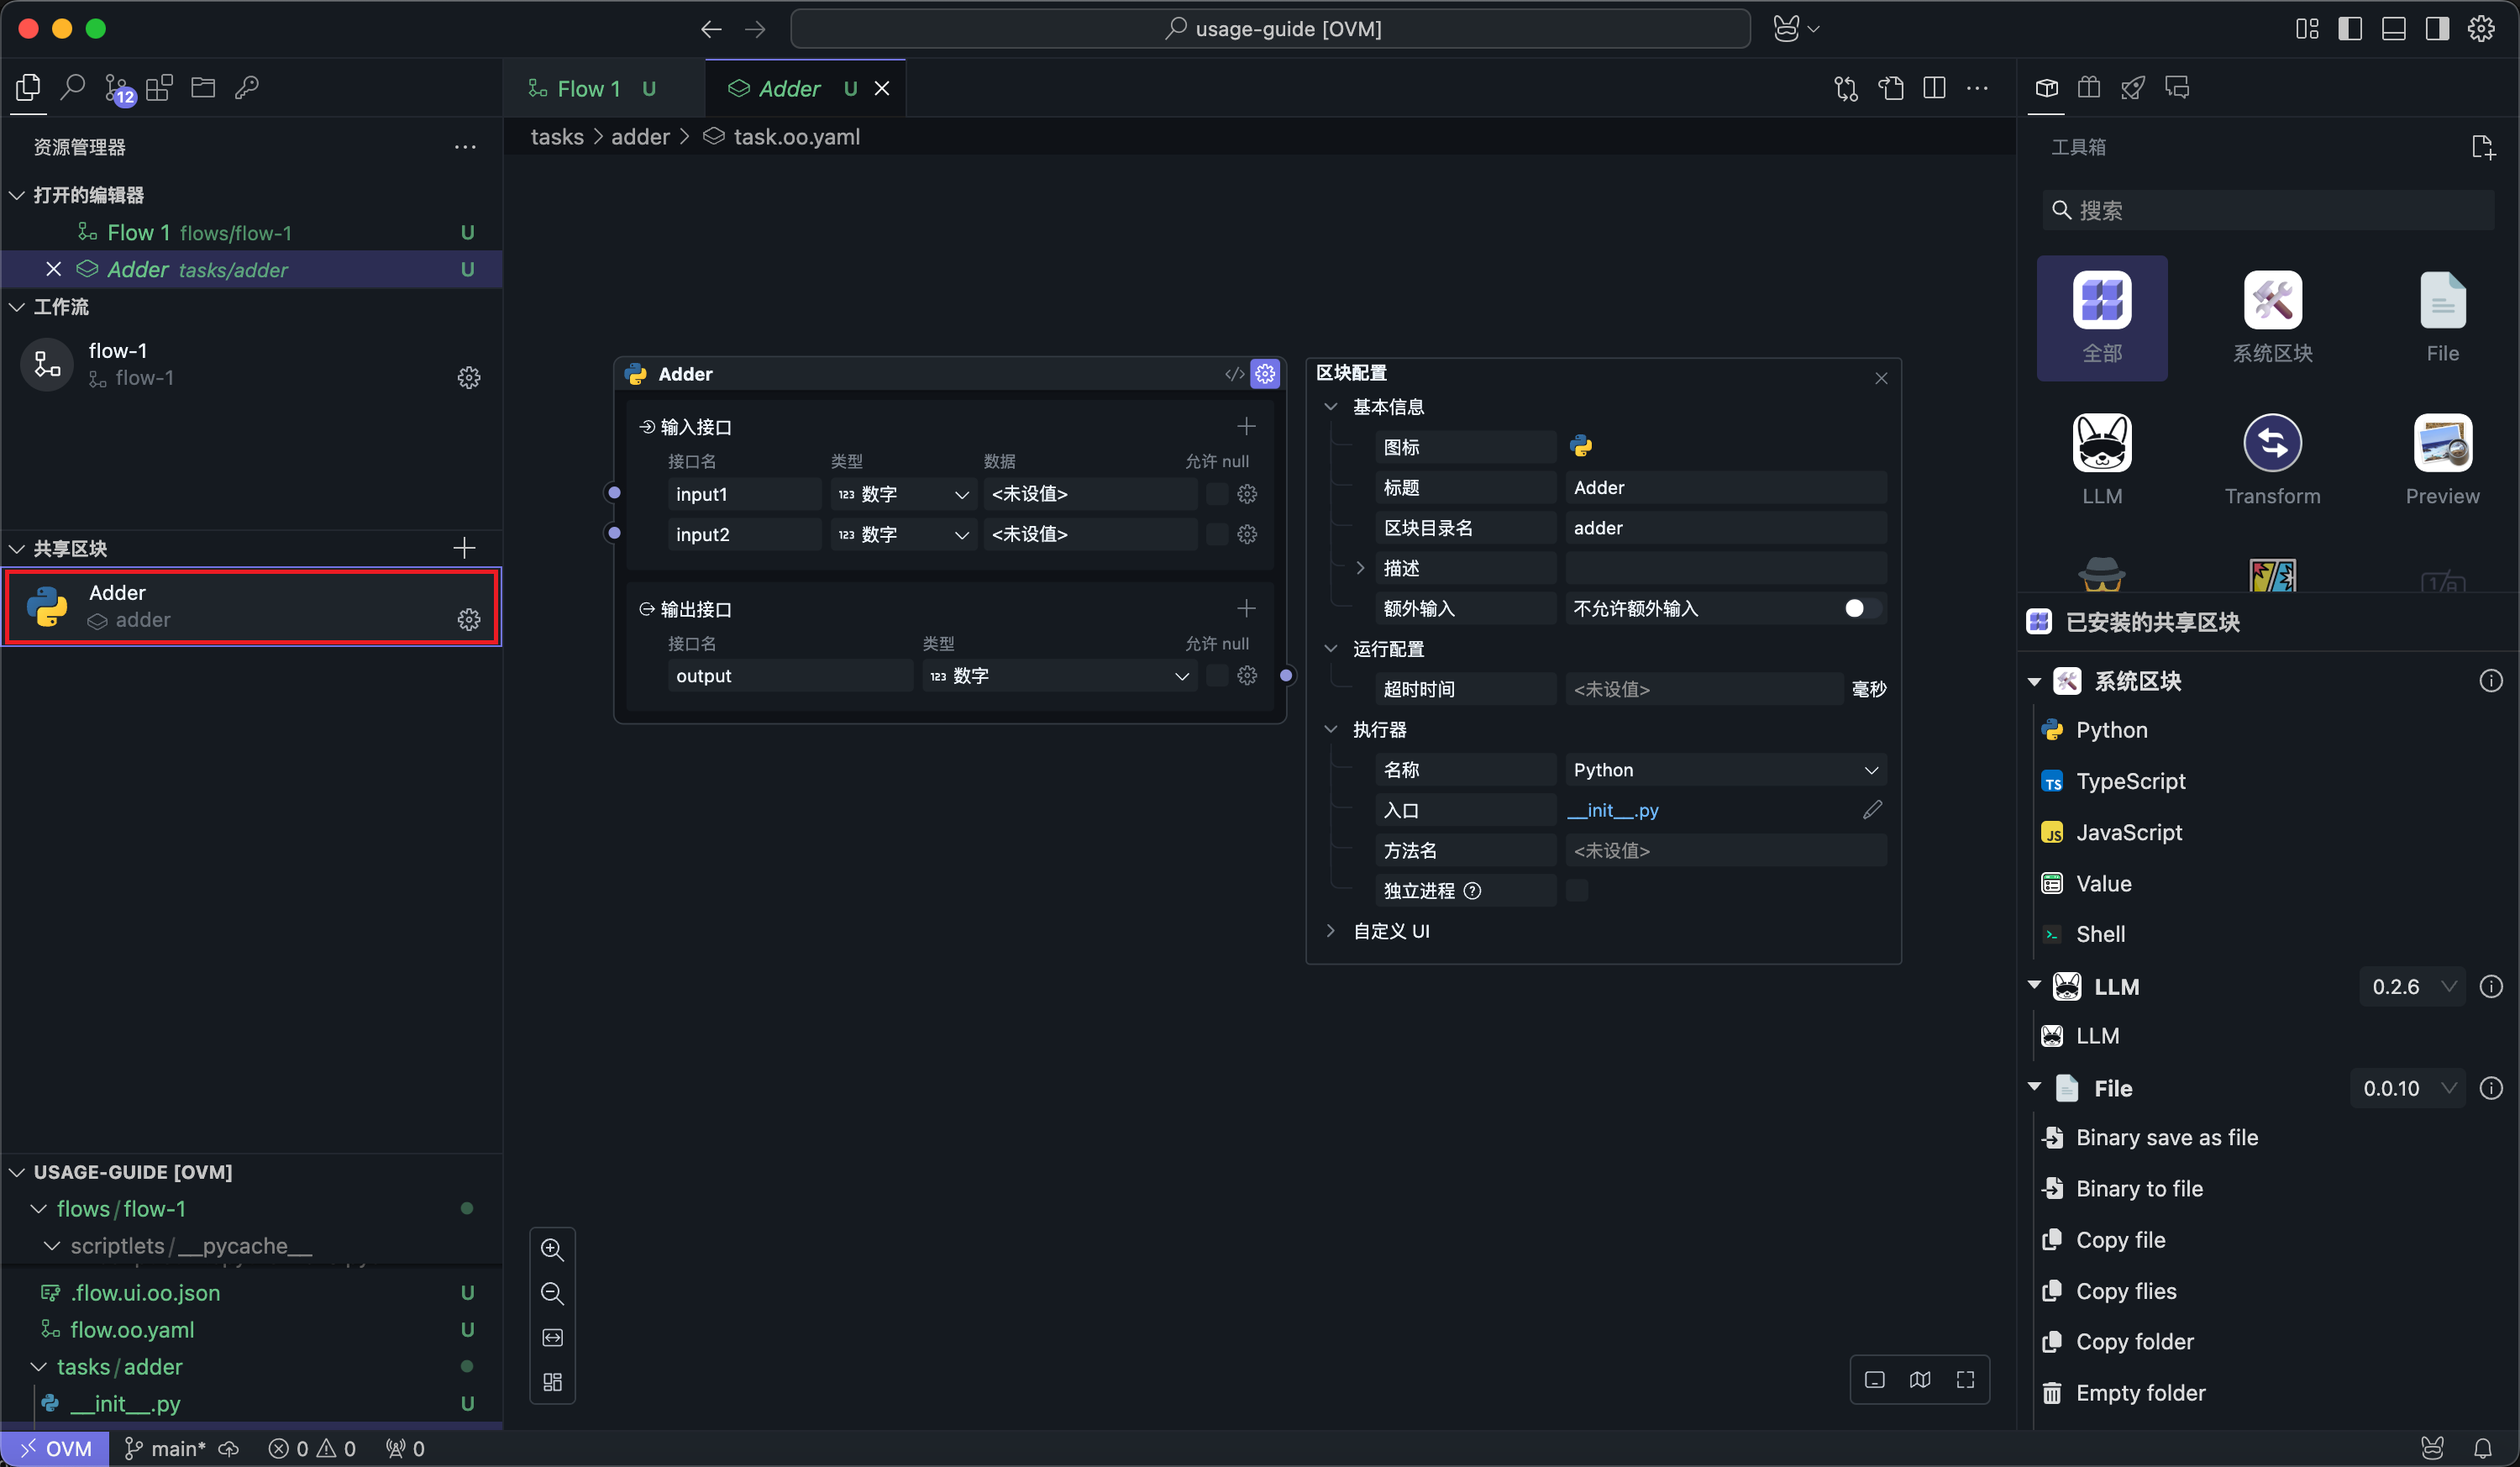 usage-guide [OVM]
12
Flow 1 U
Adder U
tasks > adder > task.oo.yaml
资源管理器
打开的编辑器
Flow 1 flows/flow-1 U
Adder tasks/adder U
工作流
flow-1
flow-1
共享区块
Adder
adder
USAGE-GUIDE [OVM]
flows/flow-1
scriptlets/__pycache__
.flow.ui.oo.json U
flow.oo.yaml U
tasks/adder
__init__.py U
Adder
输入接口
接口名 类型 数据 允许 null
input1 123 数字 <未设值>
input2 123 数字 <未设值>
输出接口
接口名 类型 允许 null
output 123 数字
区块配置
基本信息
图标
标题 Adder
区块目录名 adder
描述
额外输入 不允许额外输入
运行配置
超时时间 <未设值> 毫秒
执行器
名称 Python
入口 __init__.py
方法名 <未设值>
独立进程
自定义 UI
工具箱
搜索
全部 系统区块 File
LLM Transform Preview
已安装的共享区块
系统区块
Python
TS TypeScript
JS JavaScript
Value
Shell
LLM 0.2.6
LLM
File 0.0.10
Binary save as file
Binary to file
Copy file
Copy flies
Copy folder
Empty folder
OVM main* 0 0 0